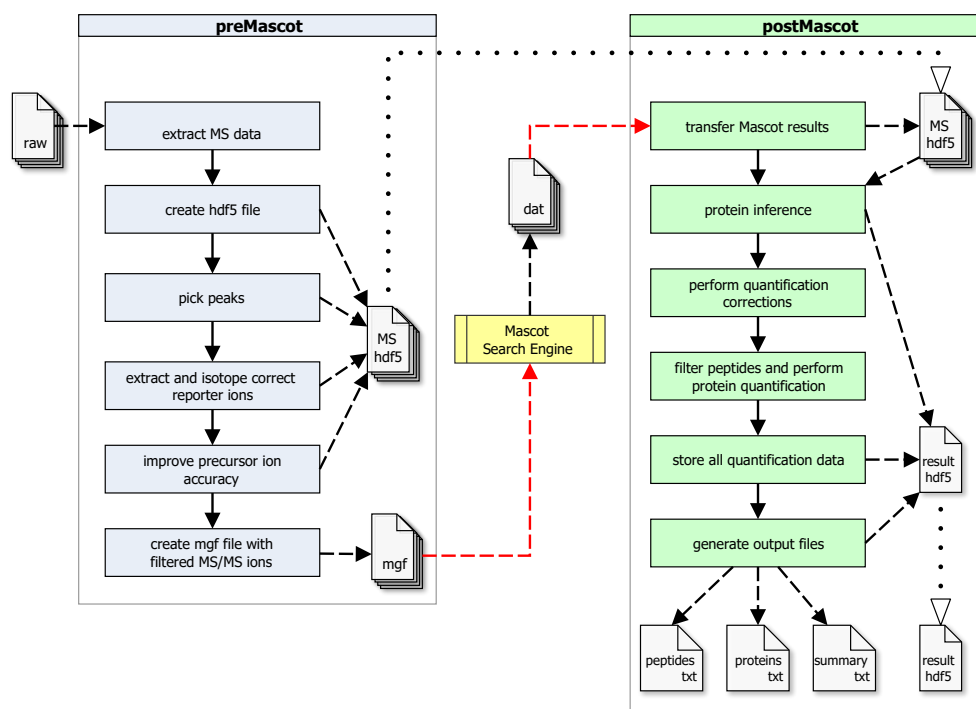 preMascot
raw
extract MS data
create hdf5 file
pick peaks
MS
hdf5
extract and isotope correct
reporter ions
improve precursor ion
accuracy
create mgf file with
filtered MS/MS ions
mgf
dat
Mascot
Search Engine
postMascot
transfer Mascot results
MS
hdf5
protein inference
perform quantification
corrections
filter peptides and perform
protein quantification
store all quantification data
result
hdf5
generate output files
peptides
txt
proteins
txt
summary
txt
result
hdf5